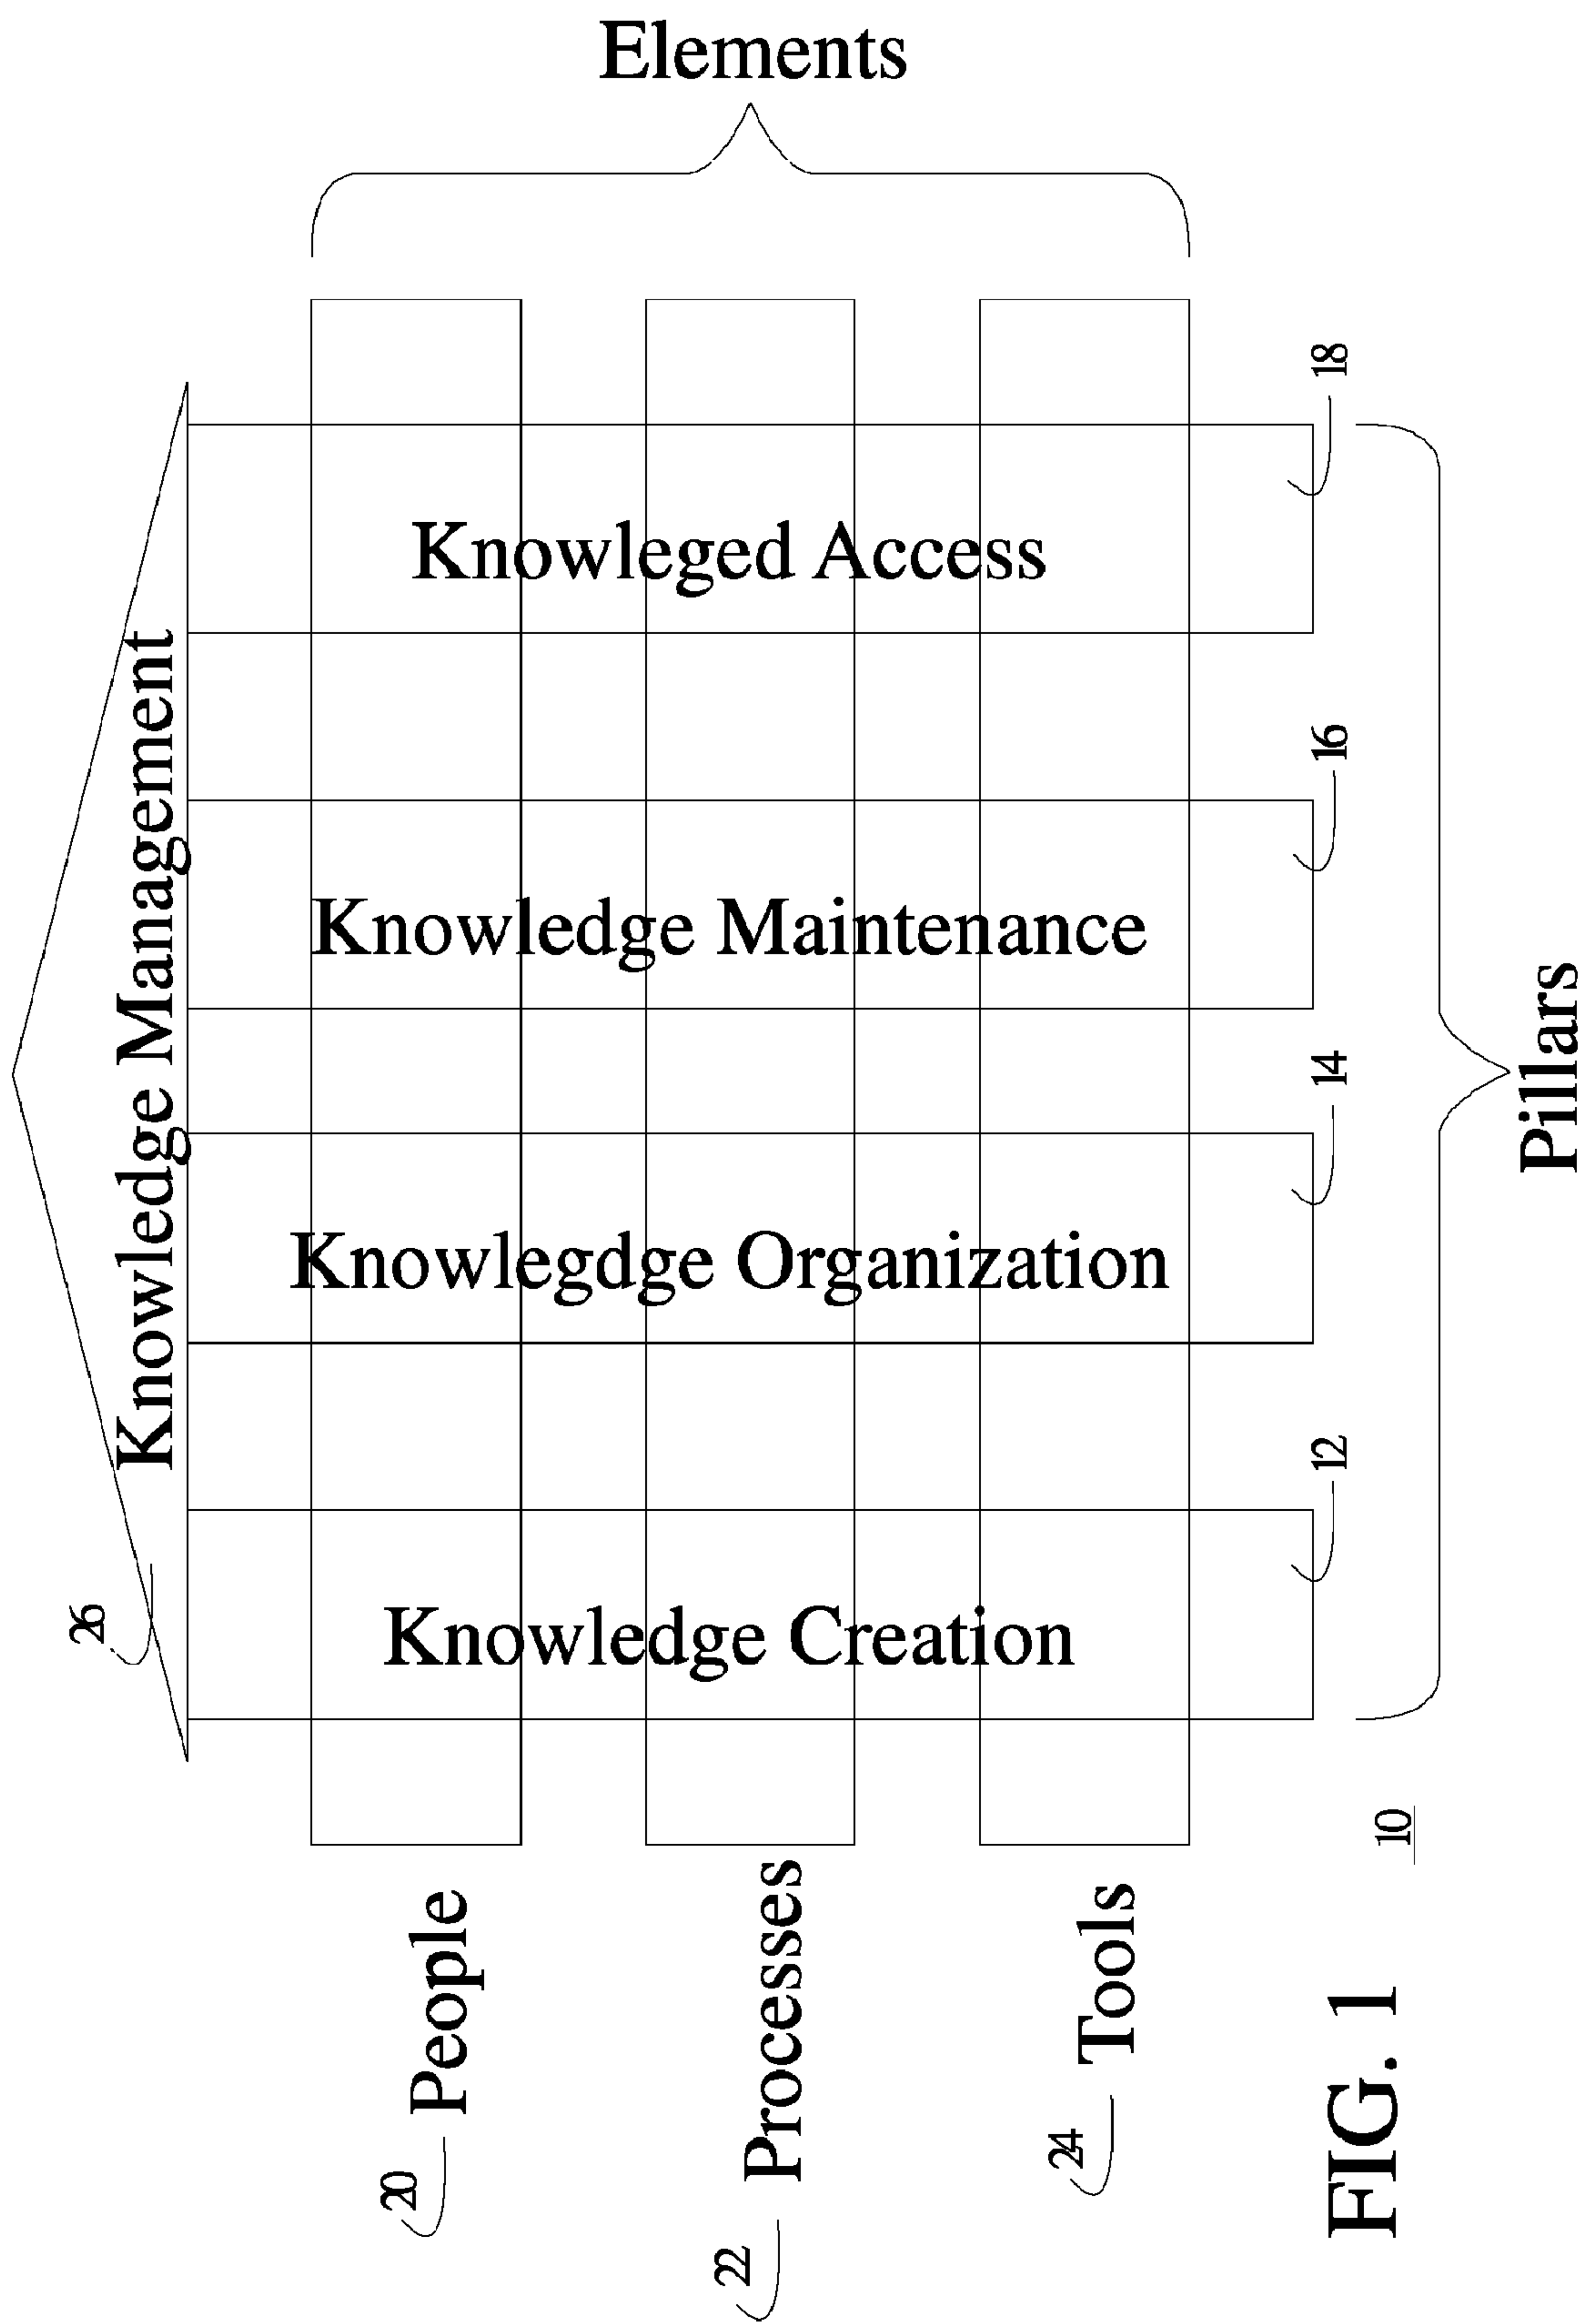 Elements
18
Knowleged Access
16
Knowledge Management
Knowledge Maintenance
14
Pillars
Knowlegdge Organization
12
26
Knowledge Creation
10
20 People
22 Processes
24 Tools
FIG. 1